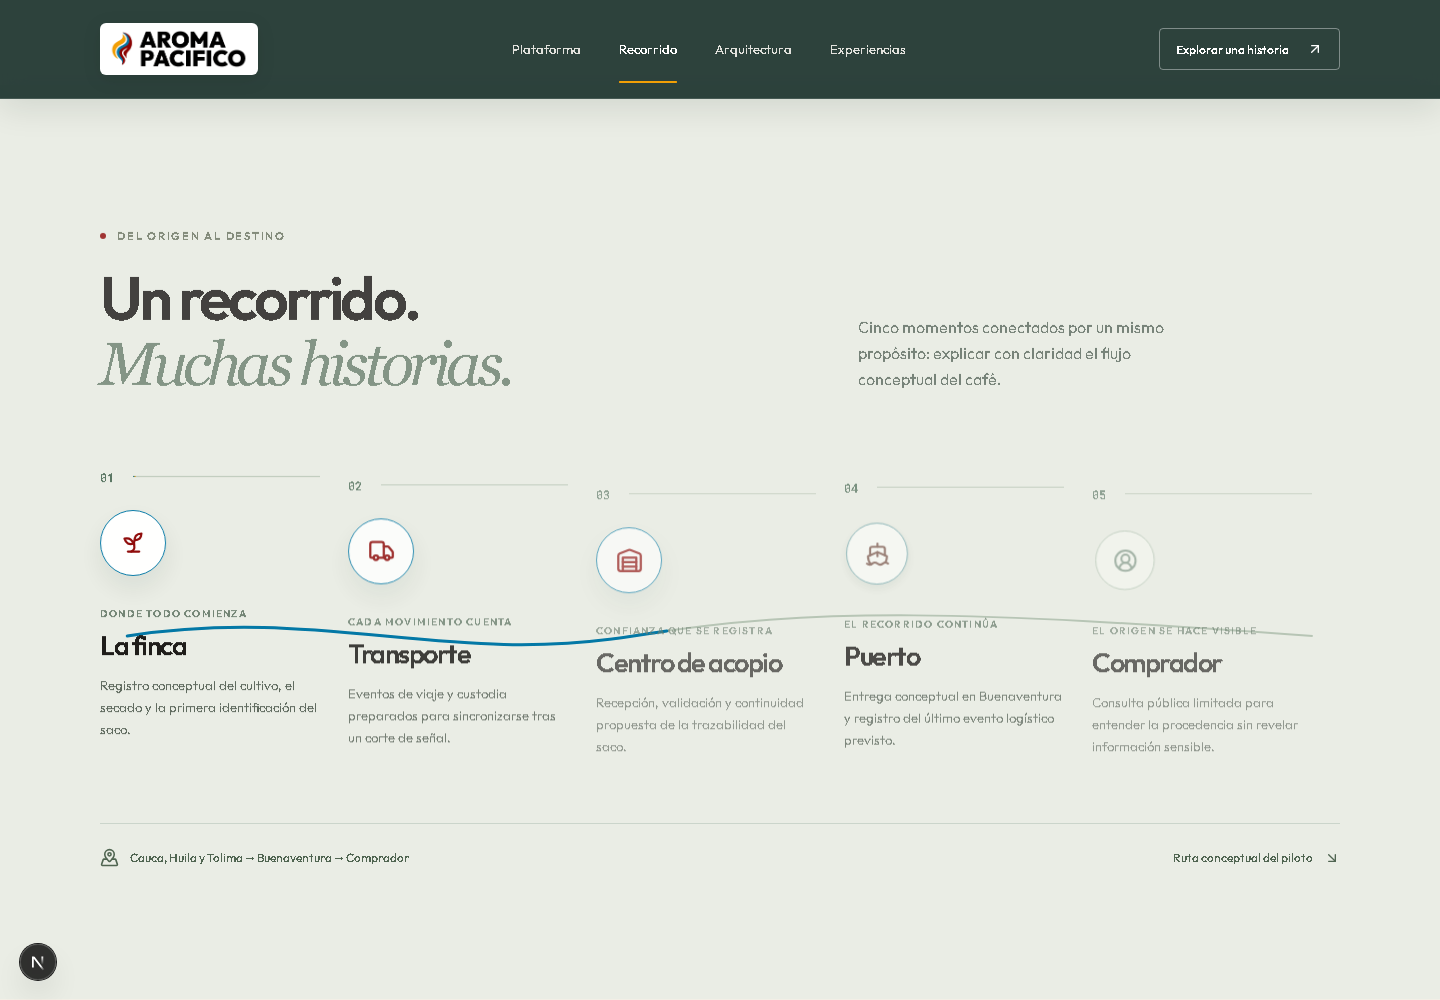 AROMA
PACIFICO
Plataforma
Recorrido
Arquitectura
Experiencias
Explorar una historia
DEL ORIGEN AL DESTINO
Un recorrido.
Muchas historias.
Cinco momentos conectados por un mismo
propósito: explicar con claridad el flujo
conceptual del café.
01
DONDE TODO COMIENZA
La finca
Registro conceptual del cultivo, el
secado y la primera identificación del
saco.
02
CADA MOVIMIENTO CUENTA
Transporte
Eventos de viaje y custodia
preparados para sincronizarse tras
un corte de señal.
03
CONFIANZA QUE SE REGISTRA
Centro de acopio
Recepción, validación y continuidad
propuesta de la trazabilidad del
saco.
04
EL RECORRIDO CONTINÚA
Puerto
Entrega conceptual en Buenaventura
y registro del último evento logístico
previsto.
05
EL ORIGEN SE HACE VISIBLE
Comprador
Consulta pública limitada para
entender la procedencia sin revelar
información sensible.
Cauca, Huila y Tolima → Buenaventura → Comprador
Ruta conceptual del piloto
N